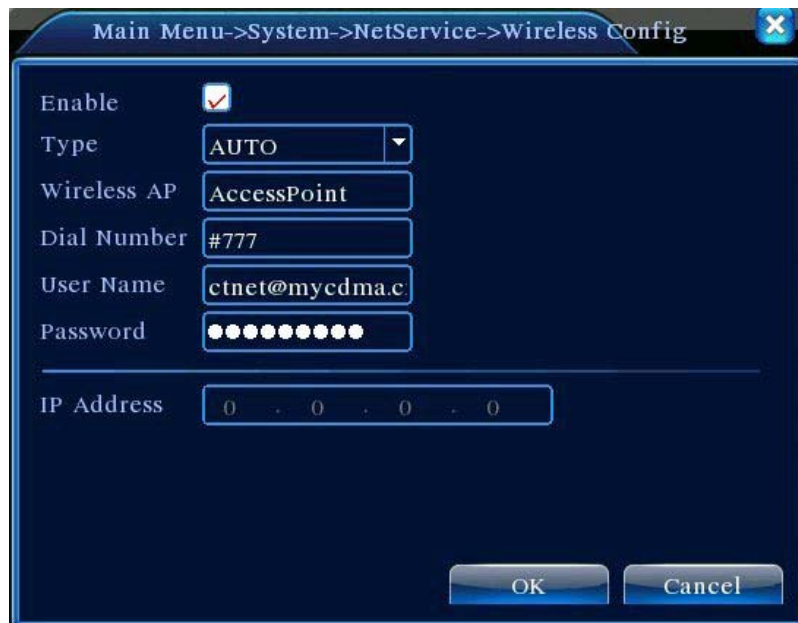 Main Menu->System->NetService->Wireless Config
Enable
Type AUTO
Wireless AP AccessPoint
Dial Number #777
User Name ctnet@mycdma.c
Password ●●●●●●●●●
IP Address 0 . 0 . 0 . 0
OK Cancel